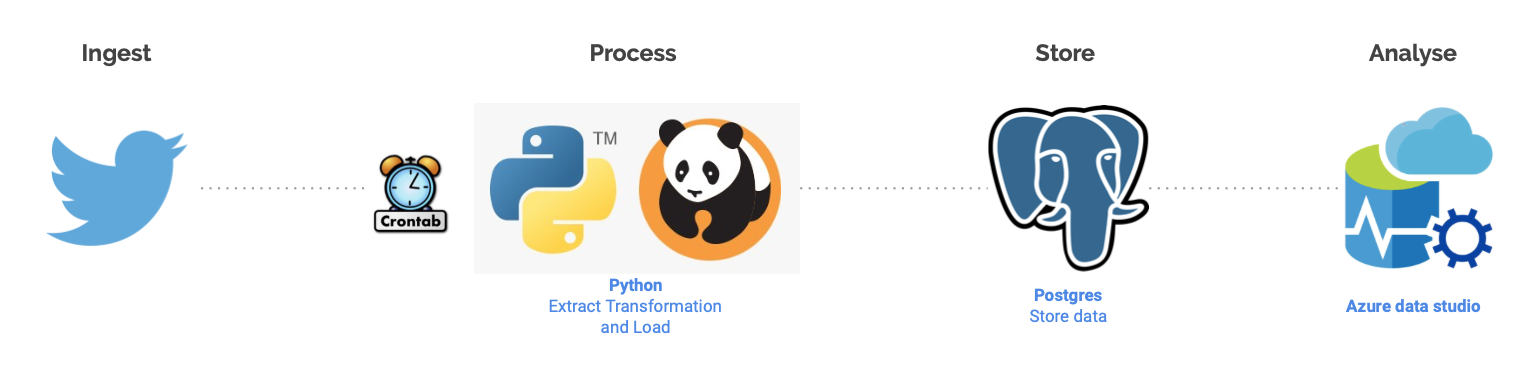 Ingest
Process
Store
Analyse
TM
Crontab
Python
Extract Transformation
and Load
Postgres
Store data
Azure data studio